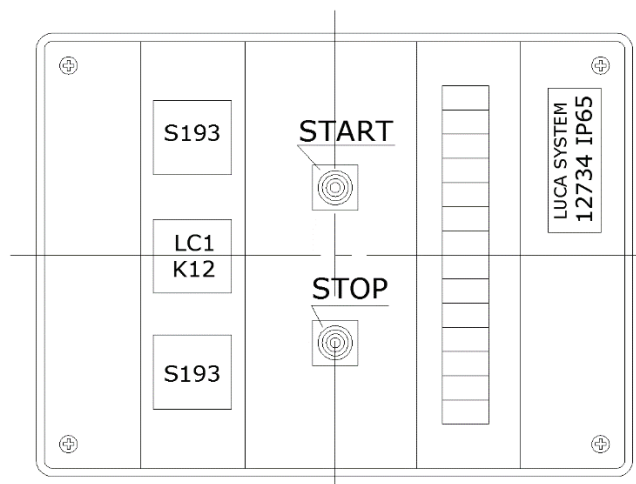 S193
LC1
K12
S193
START
STOP
LUCA SYSTEM
12734 IP65